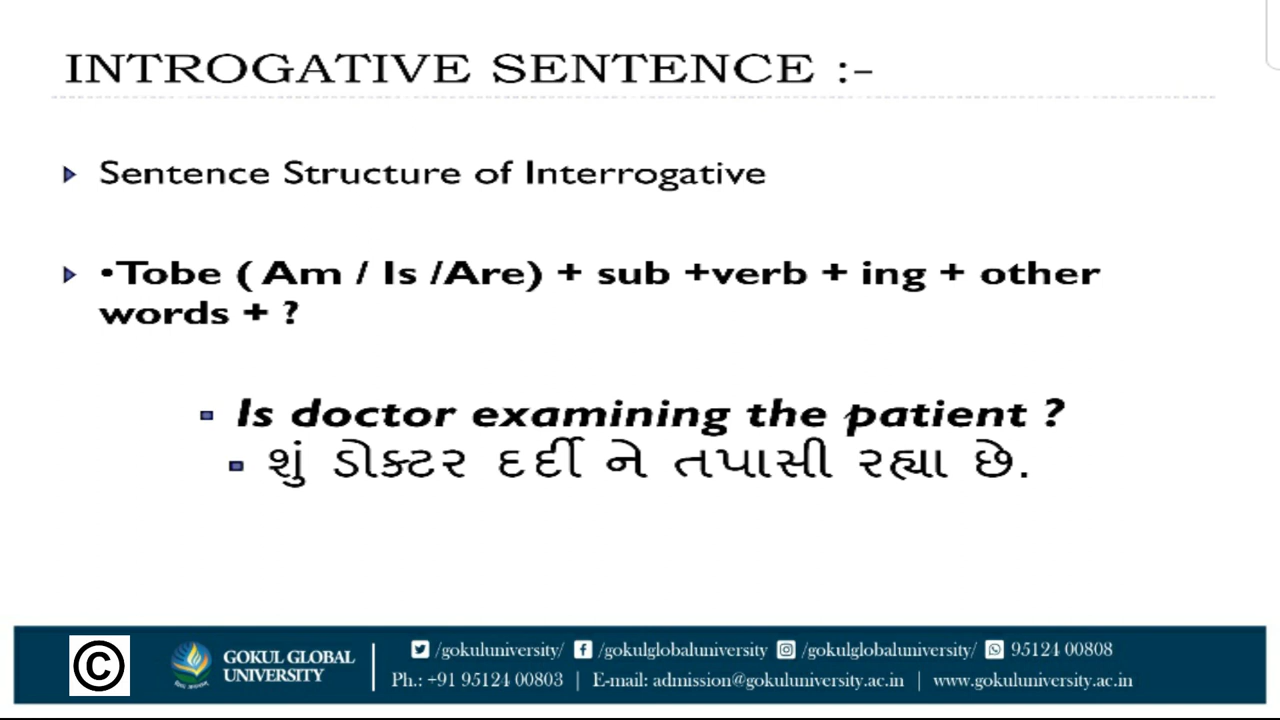 INTROGATIVE SENTENCE :-
Sentence Structure of Interrogative
•Tobe ( Am / Is /Are) + sub +verb + ing + other
words + ?
Is doctor examining the patient ?
શું ડોક્ટર દર્દી ને તપાસી રહ્યા છે.
©
GOKUL GLOBAL
UNIVERSITY
/gokuluniversity/ /gokulglobaluniversity /gokulglobaluniversity/ 95124 00808
Ph.: +91 95124 00803 | E-mail: admission@gokuluniversity.ac.in | www.gokuluniversity.ac.in